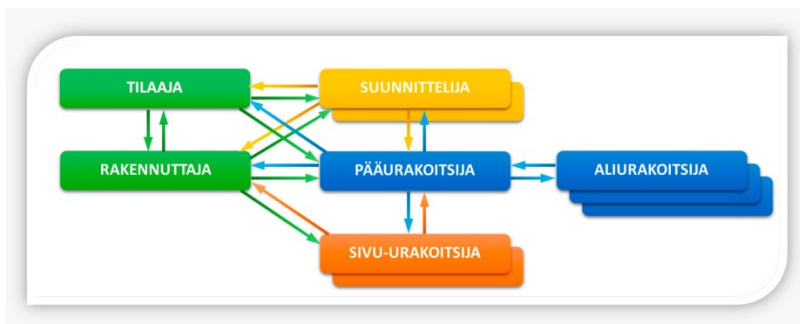 TILAAJA
SUUNNITTELIJA
RAKENNUTTAJA
PÄÄURAKOITSIJA
ALIURAKOITSIJA
SIVU-URAKOITSIJA